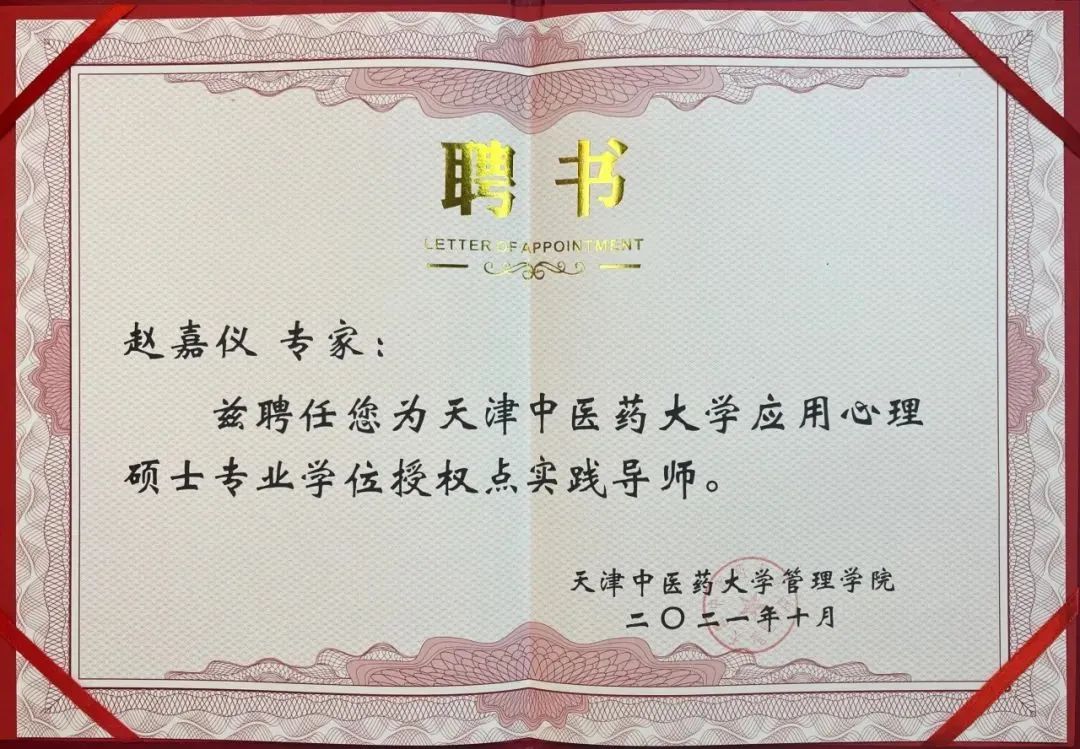 聘书
LETTER OF APPOINTMENT
赵嘉仪 专家：
兹聘任您为天津中医药大学应用心理
硕士专业学位授权点实践导师。
天津中医药大学管理学院
二〇二一年十月